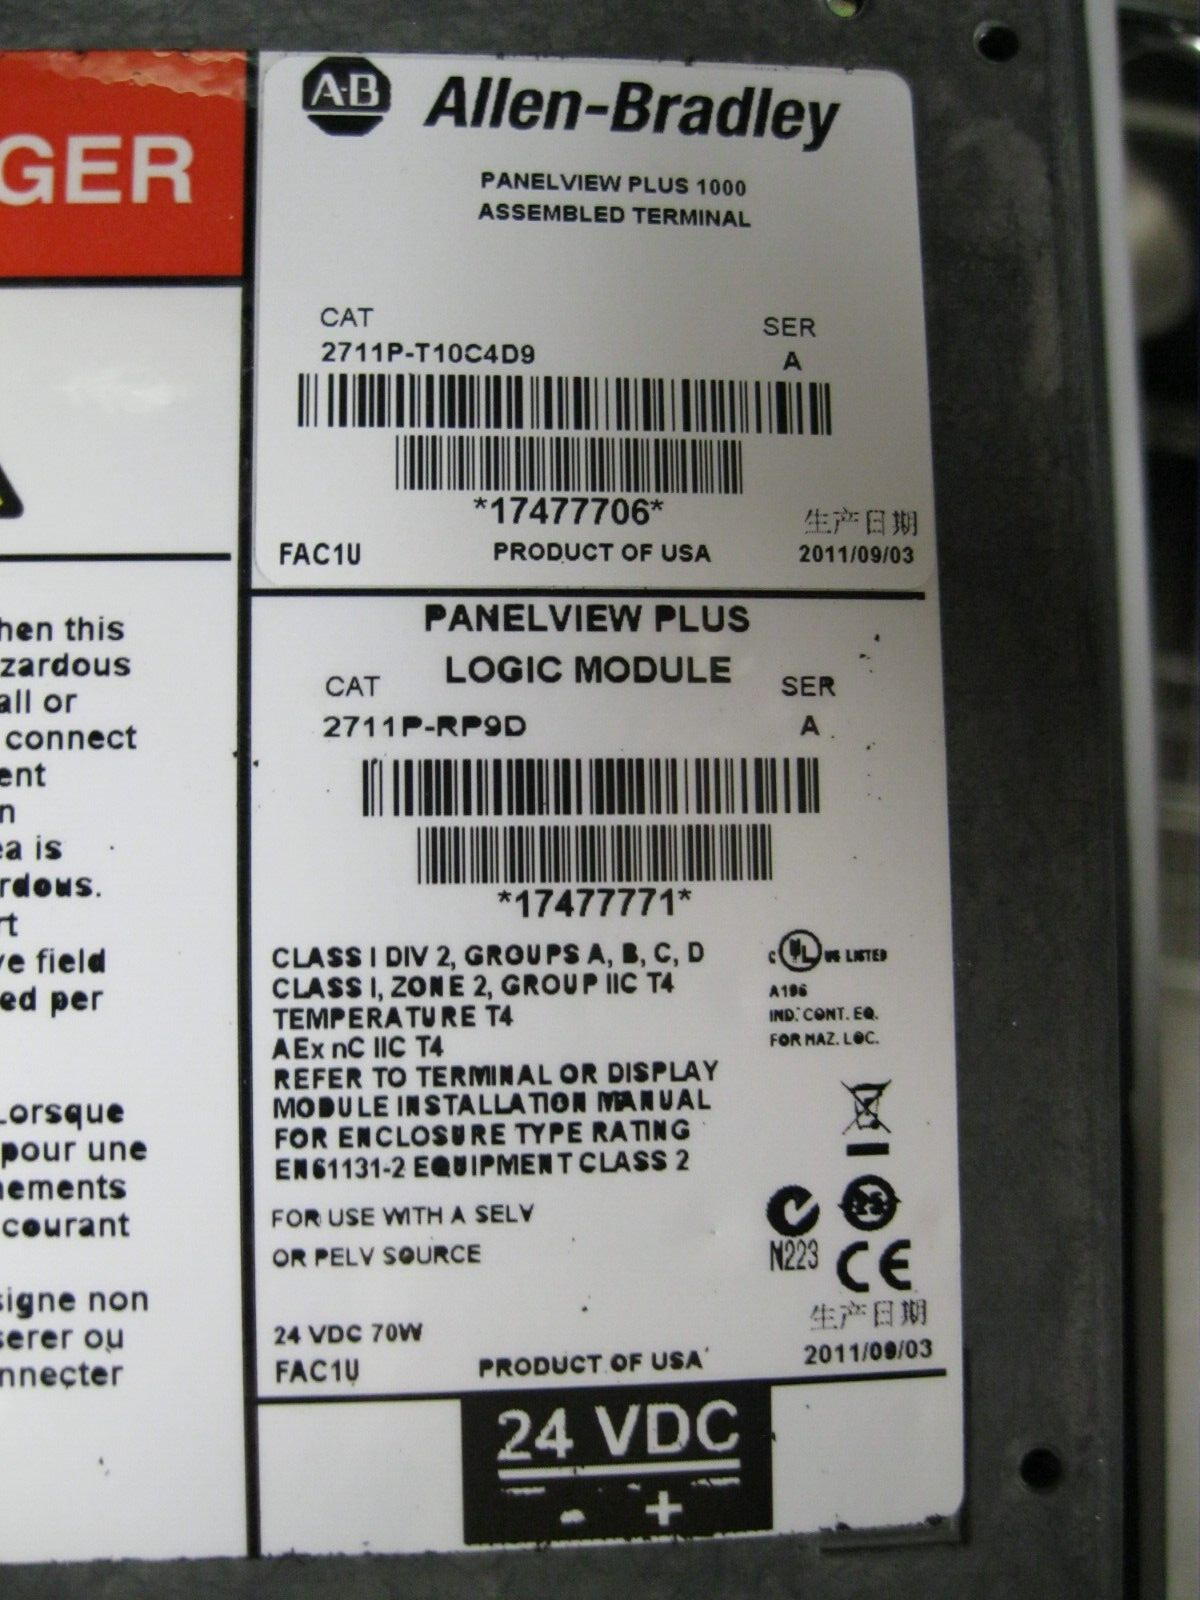 GER
hen this
zardous
all or
connect
ent
n
ea is
rdous.
rt
ve field
ed per
Lorsque
pour une
nements
courant
signe non
serer ou
nnecter
A-B Allen-Bradley
PANELVIEW PLUS 1000
ASSEMBLED TERMINAL
CAT SER
2711P-T10C4D9 A
*17477706*
生产日期
FAC1U PRODUCT OF USA 2011/09/03
PANELVIEW PLUS
LOGIC MODULE
CAT SER
2711P-RP9D A
*17477771*
CLASS I DIV 2, GROUPS A, B, C, D
CLASS I, ZONE 2, GROUP IIC T4
TEMPERATURE T4
AEx nC IIC T4
REFER TO TERMINAL OR DISPLAY
MODULE INSTALLATION MANUAL
FOR ENCLOSURE TYPE RATING
EN61131-2 EQUIPMENT CLASS 2
C UL US LISTED
A196
IND. CONT. EQ.
FOR HAZ. LOC.
FOR USE WITH A SELV
OR PELV SOURCE
N223
CE
生产日期
24 VDC 70W
FAC1U PRODUCT OF USA 2011/09/03
24 VDC
- +